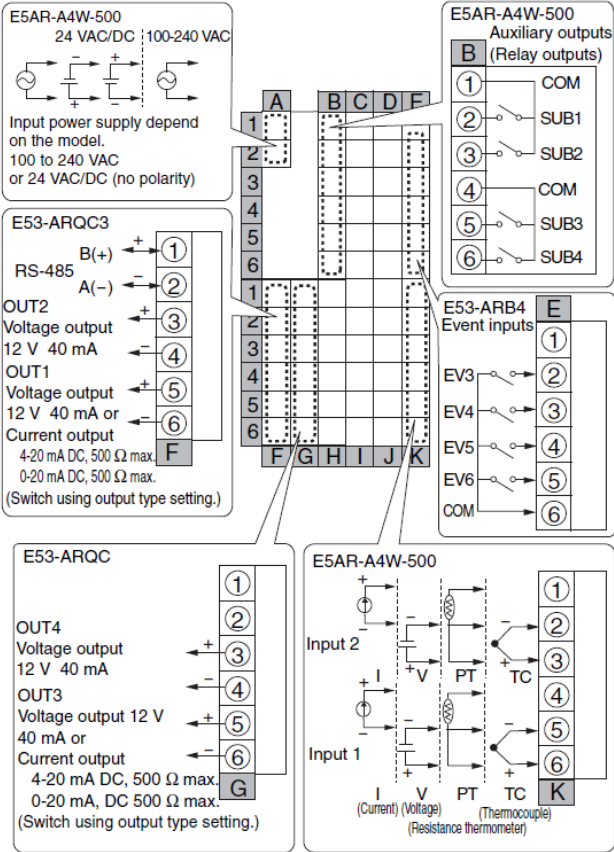 E5AR-A4W-500
24 VAC/DC 100-240 VAC
− +
+ −
Input power supply depend
on the model.
100 to 240 VAC
or 24 VAC/DC (no polarity)
E5AR-A4W-500
Auxiliary outputs
B (Relay outputs)
1 COM
2 SUB1
3 SUB2
4 COM
5 SUB3
6 SUB4
A B C D E
1
2
3
4
5
6
1
2
3
4
5
6
F G H I J K
E53-ARQC3
B(+) + 1
RS-485
A(−) − 2
OUT2
Voltage output + 3
12 V 40 mA − 4
OUT1
Voltage output + 5
12 V 40 mA or − 6
Current output
4-20 mA DC, 500 Ω max. F
0-20 mA DC, 500 Ω max.
(Switch using output type setting.)
E53-ARB4 E
Event inputs
1
EV3 2
EV4 3
EV5 4
EV6 5
COM 6
E53-ARQC
1
2
OUT4
Voltage output + 3
12 V 40 mA
− 4
OUT3
Voltage output 12 V + 5
40 mA or
Current output − 6
4-20 mA DC, 500 Ω max.
0-20 mA, DC 500 Ω max. G
(Switch using output type setting.)
E5AR-A4W-500
+ 1
− − − 2
Input 2
+ + 3
I V PT TC
+ 4
− − − 5
Input 1
+ + 6
I V PT TC K
(Current) (Voltage) (Thermocouple)
(Resistance thermometer)